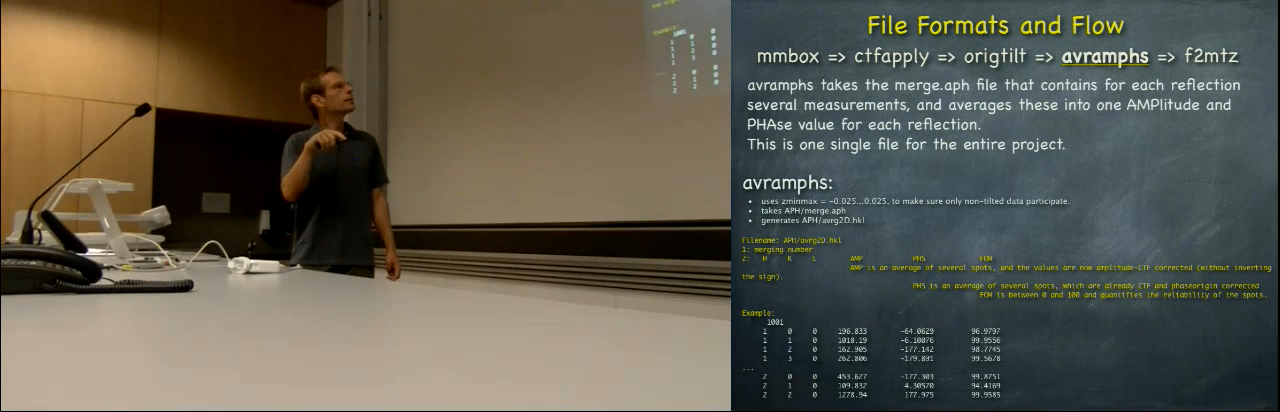 File Formats and Flow
mmbox => ctfapply => origtilt => avramphs => f2mtz
avramphs takes the merge.aph file that contains for each reflection
several measurements, and averages these into one AMPlitude and
PHAse value for each reflection.
This is one single file for the entire project.
avramphs:
• uses zminmax = -0.025...0.025, to make sure only non-tilted data participate.
• takes APH/merge.aph
• generates APH/avrg2D.hkl
Filename: APH/avrg2D.hkl
1: merging number
2: H K L AMP PHS FOM
AMP is an average of several spots, and the values are now amplitude-CTF corrected (without inverting
the sign).
PHS is an average of several spots, which are already CTF and phaseorigin corrected
FOM is between 0 and 100 and quantifies the reliability of the spots.
Example:
1001
1 0 0 196.833 -64.0629 96.9797
1 1 0 1018.19 -6.10076 99.9556
1 2 0 162.905 -177.142 98.7745
1 3 0 262.806 -179.891 99.5678
...
2 0 0 453.627 -177.303 99.8751
2 1 0 109.832 4.30570 94.4169
2 2 0 1278.94 177.975 99.9585